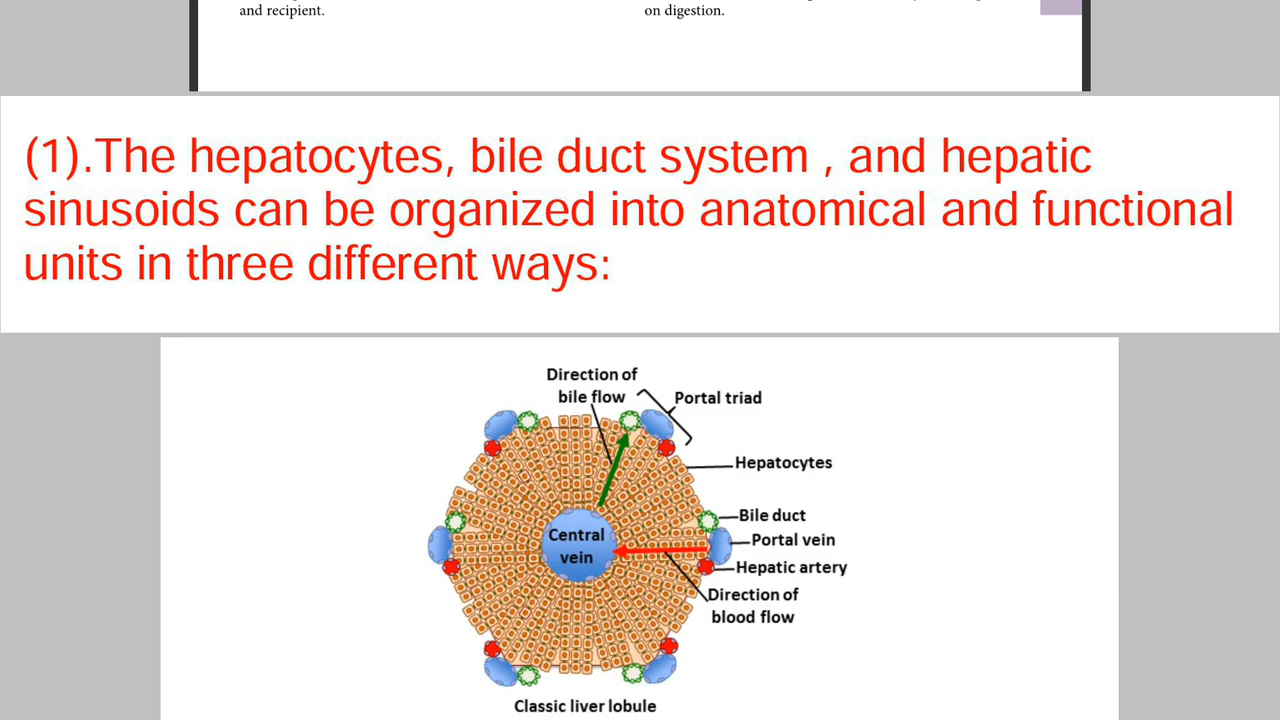 and recipient.
on digestion.
(1).The hepatocytes, bile duct system , and hepatic
sinusoids can be organized into anatomical and functional
units in three different ways:
Direction of
bile flow
Portal triad
Hepatocytes
Bile duct
Central
vein
Portal vein
Hepatic artery
Direction of
blood flow
Classic liver lobule